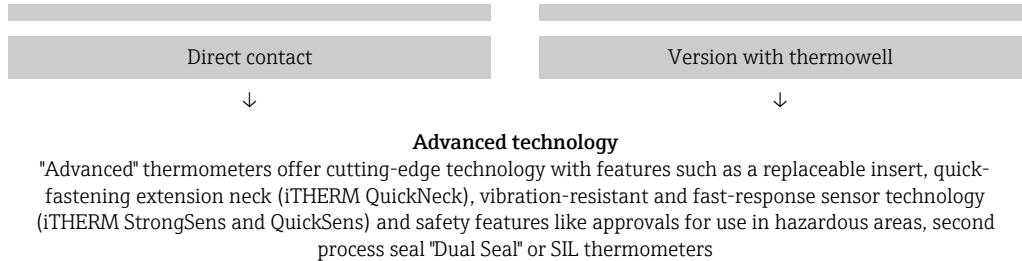 Direct contact
Version with thermowell
↓
↓
Advanced technology
"Advanced" thermometers offer cutting-edge technology with features such as a replaceable insert, quick-
fastening extension neck (iTHERM QuickNeck), vibration-resistant and fast-response sensor technology
(iTHERM StrongSens and QuickSens) and safety features like approvals for use in hazardous areas, second
process seal "Dual Seal" or SIL thermometers